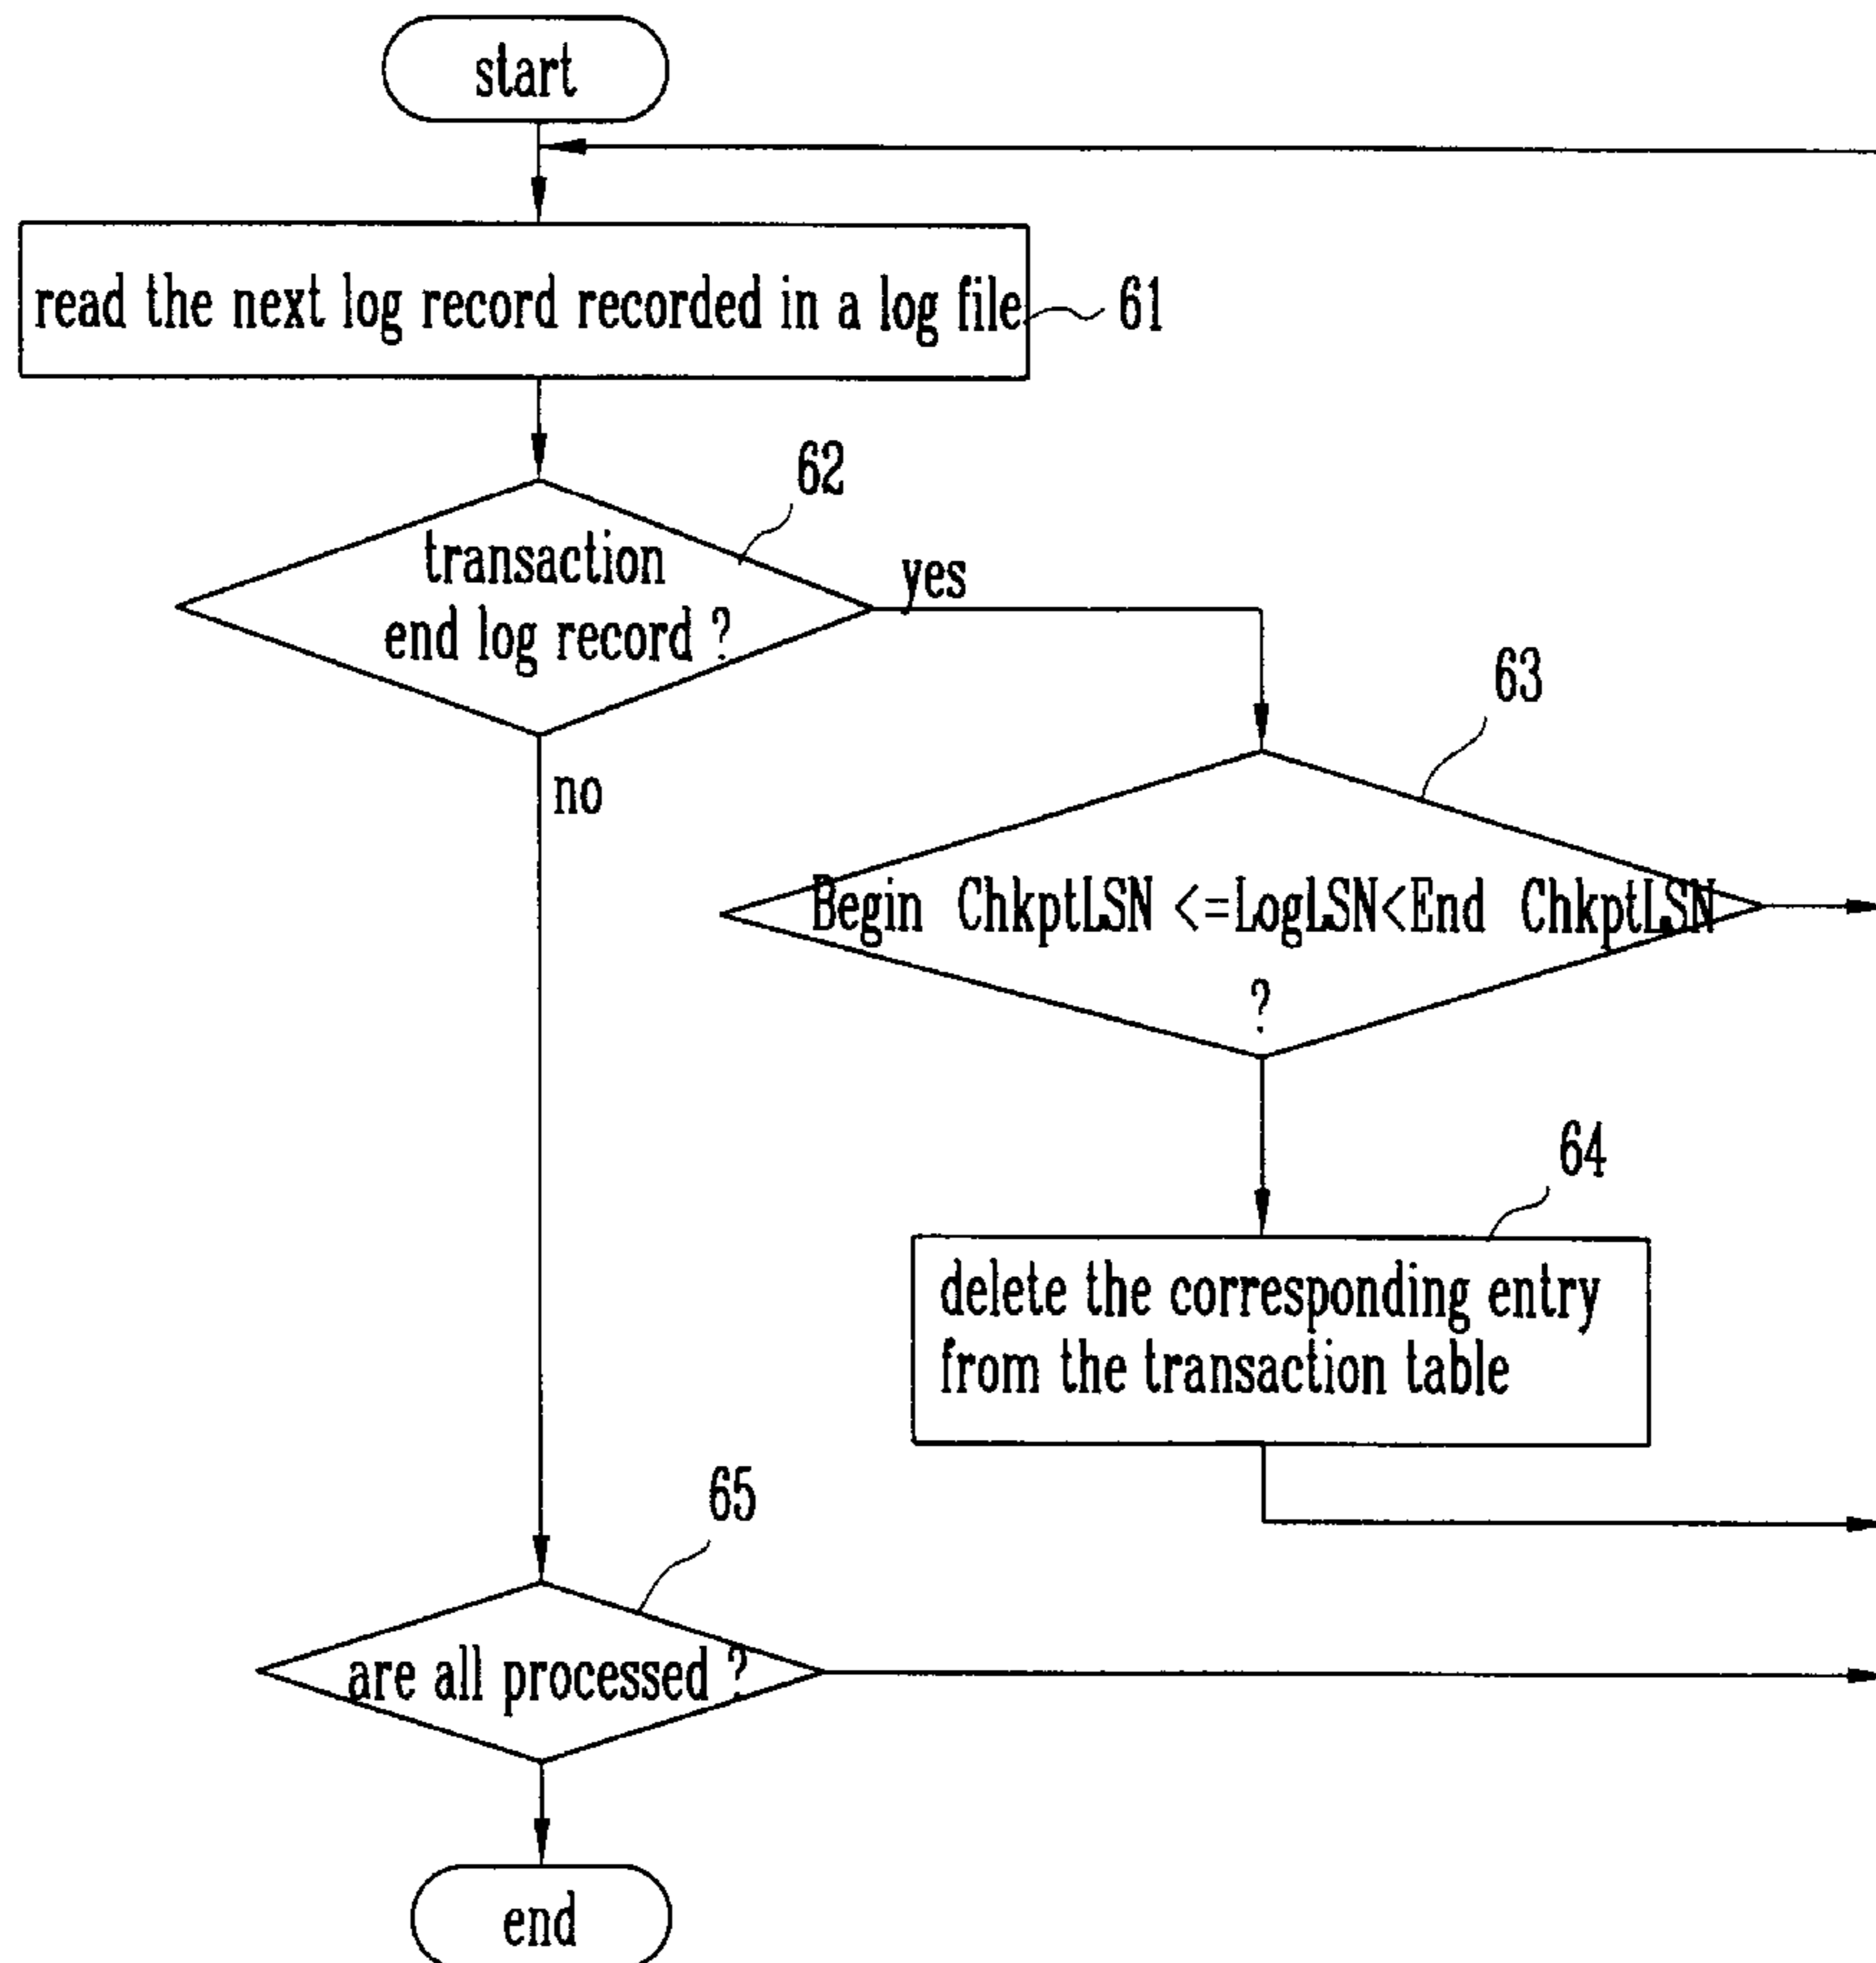 start
read the next log record recorded in a log file
61
62
transaction
end log record ?
yes
no
63
Begin ChkptLSN <=LogLSN<End ChkptLSN
?
64
delete the corresponding entry
from the transaction table
65
are all processed ?
end